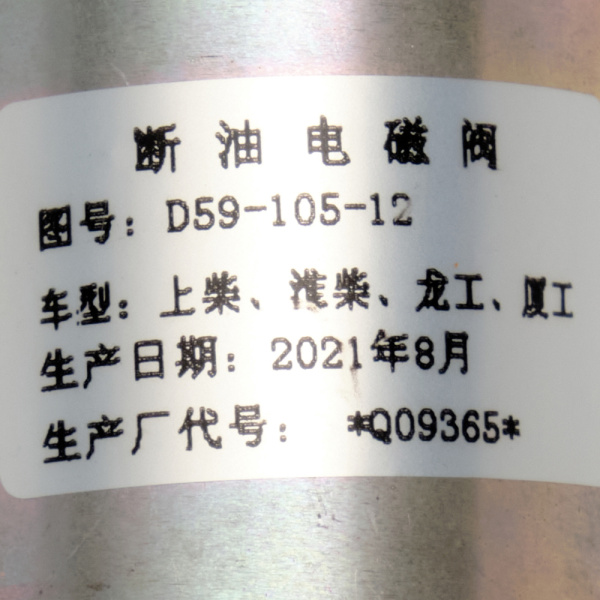 断油电磁阀
图号：D59-105-12
车型：上柴、潍柴、龙工、厦工
生产日期：2021年8月
生产厂代号： *Q09365*